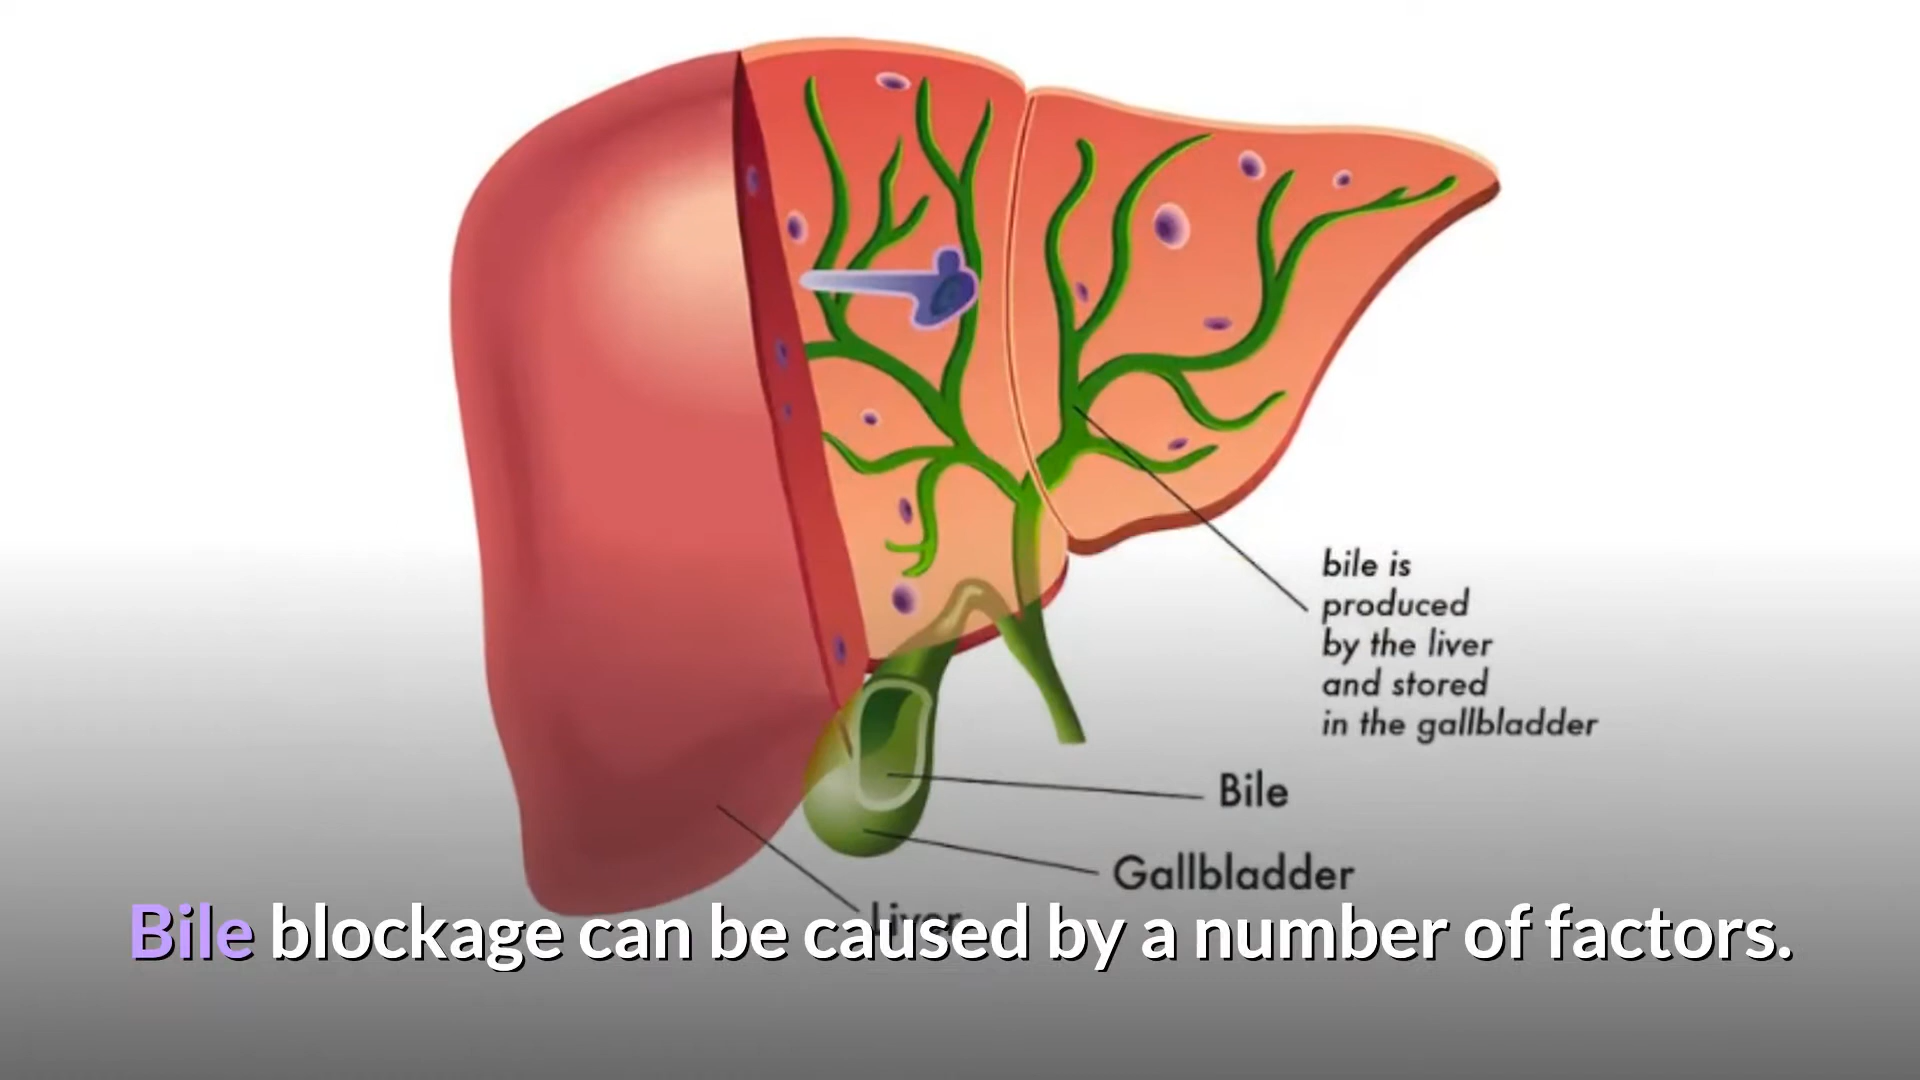 bile is
produced
by the liver
and stored
in the gallbladder
Bile
Gallbladder
Liver
Bile blockage can be caused by a number of factors.